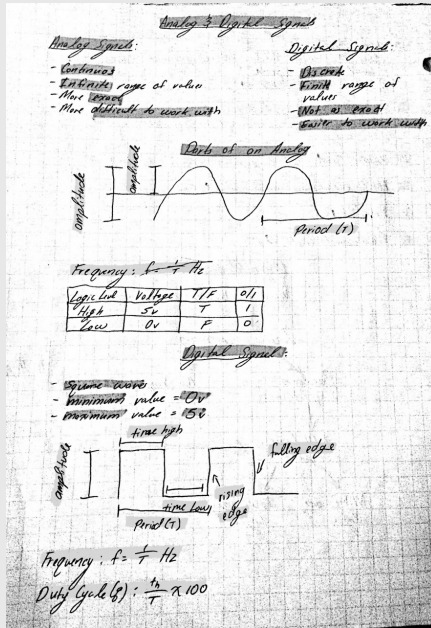 Analog & Digital Signals
Analog Signals:
- Continuous
- Infinite range of values
- More exact
- More difficult to work with
Digital Signals:
- Discrete
- Finite range of
values
- Not as exact
- Easier to work with
Parts of an Analog
amplitude
amplitude
Period (T)
Frequency: f = 1/T Hz
Logic Level Voltage T/F 0/1
High 5v T 1
Low 0v F 0
Digital Signal:
- Square waves
- minimum value = 0v
- maximum value = 5v
time high
amplitude
falling edge
rising
edge
time Low
Period (T)
Frequency: f = 1/T Hz
Duty Cycle (%): th/T x 100